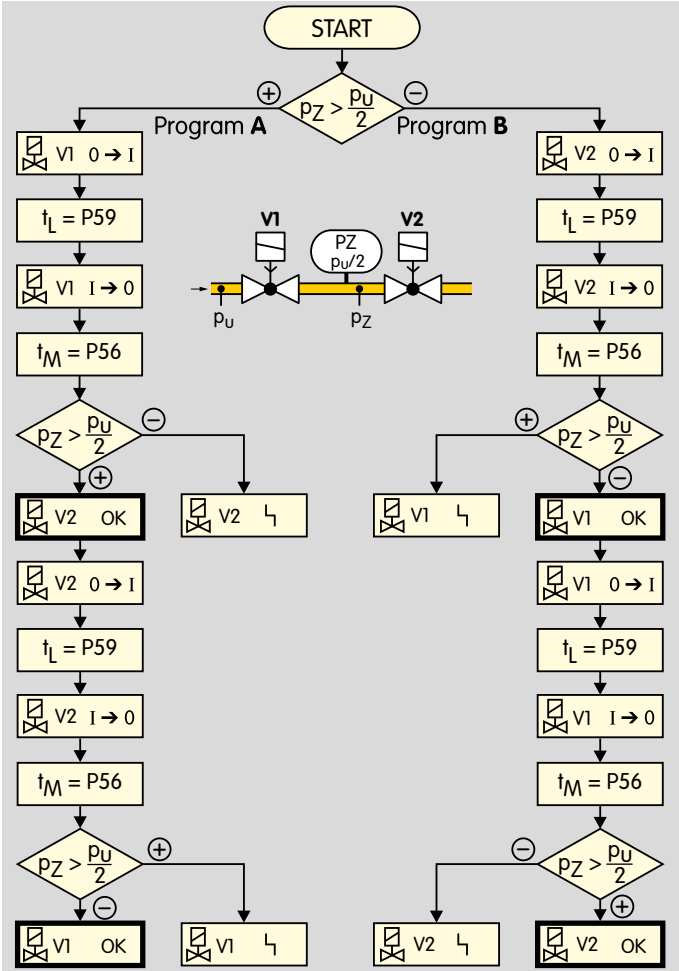 START
pZ > pU/2
+
−
Program A
Program B
V1 0 → I
V2 0 → I
tL = P59
tL = P59
V1
V2
PZ
pU/2
V1 I → 0
V2 I → 0
pU
pZ
tM = P56
tM = P56
pZ > pU/2
−
+
pZ > pU/2
+
−
V2 OK
V2
V1
V1 OK
V2 0 → I
V1 0 → I
tL = P59
tL = P59
V2 I → 0
V1 I → 0
tM = P56
tM = P56
pZ > pU/2
+
−
pZ > pU/2
−
+
V1 OK
V1
V2
V2 OK